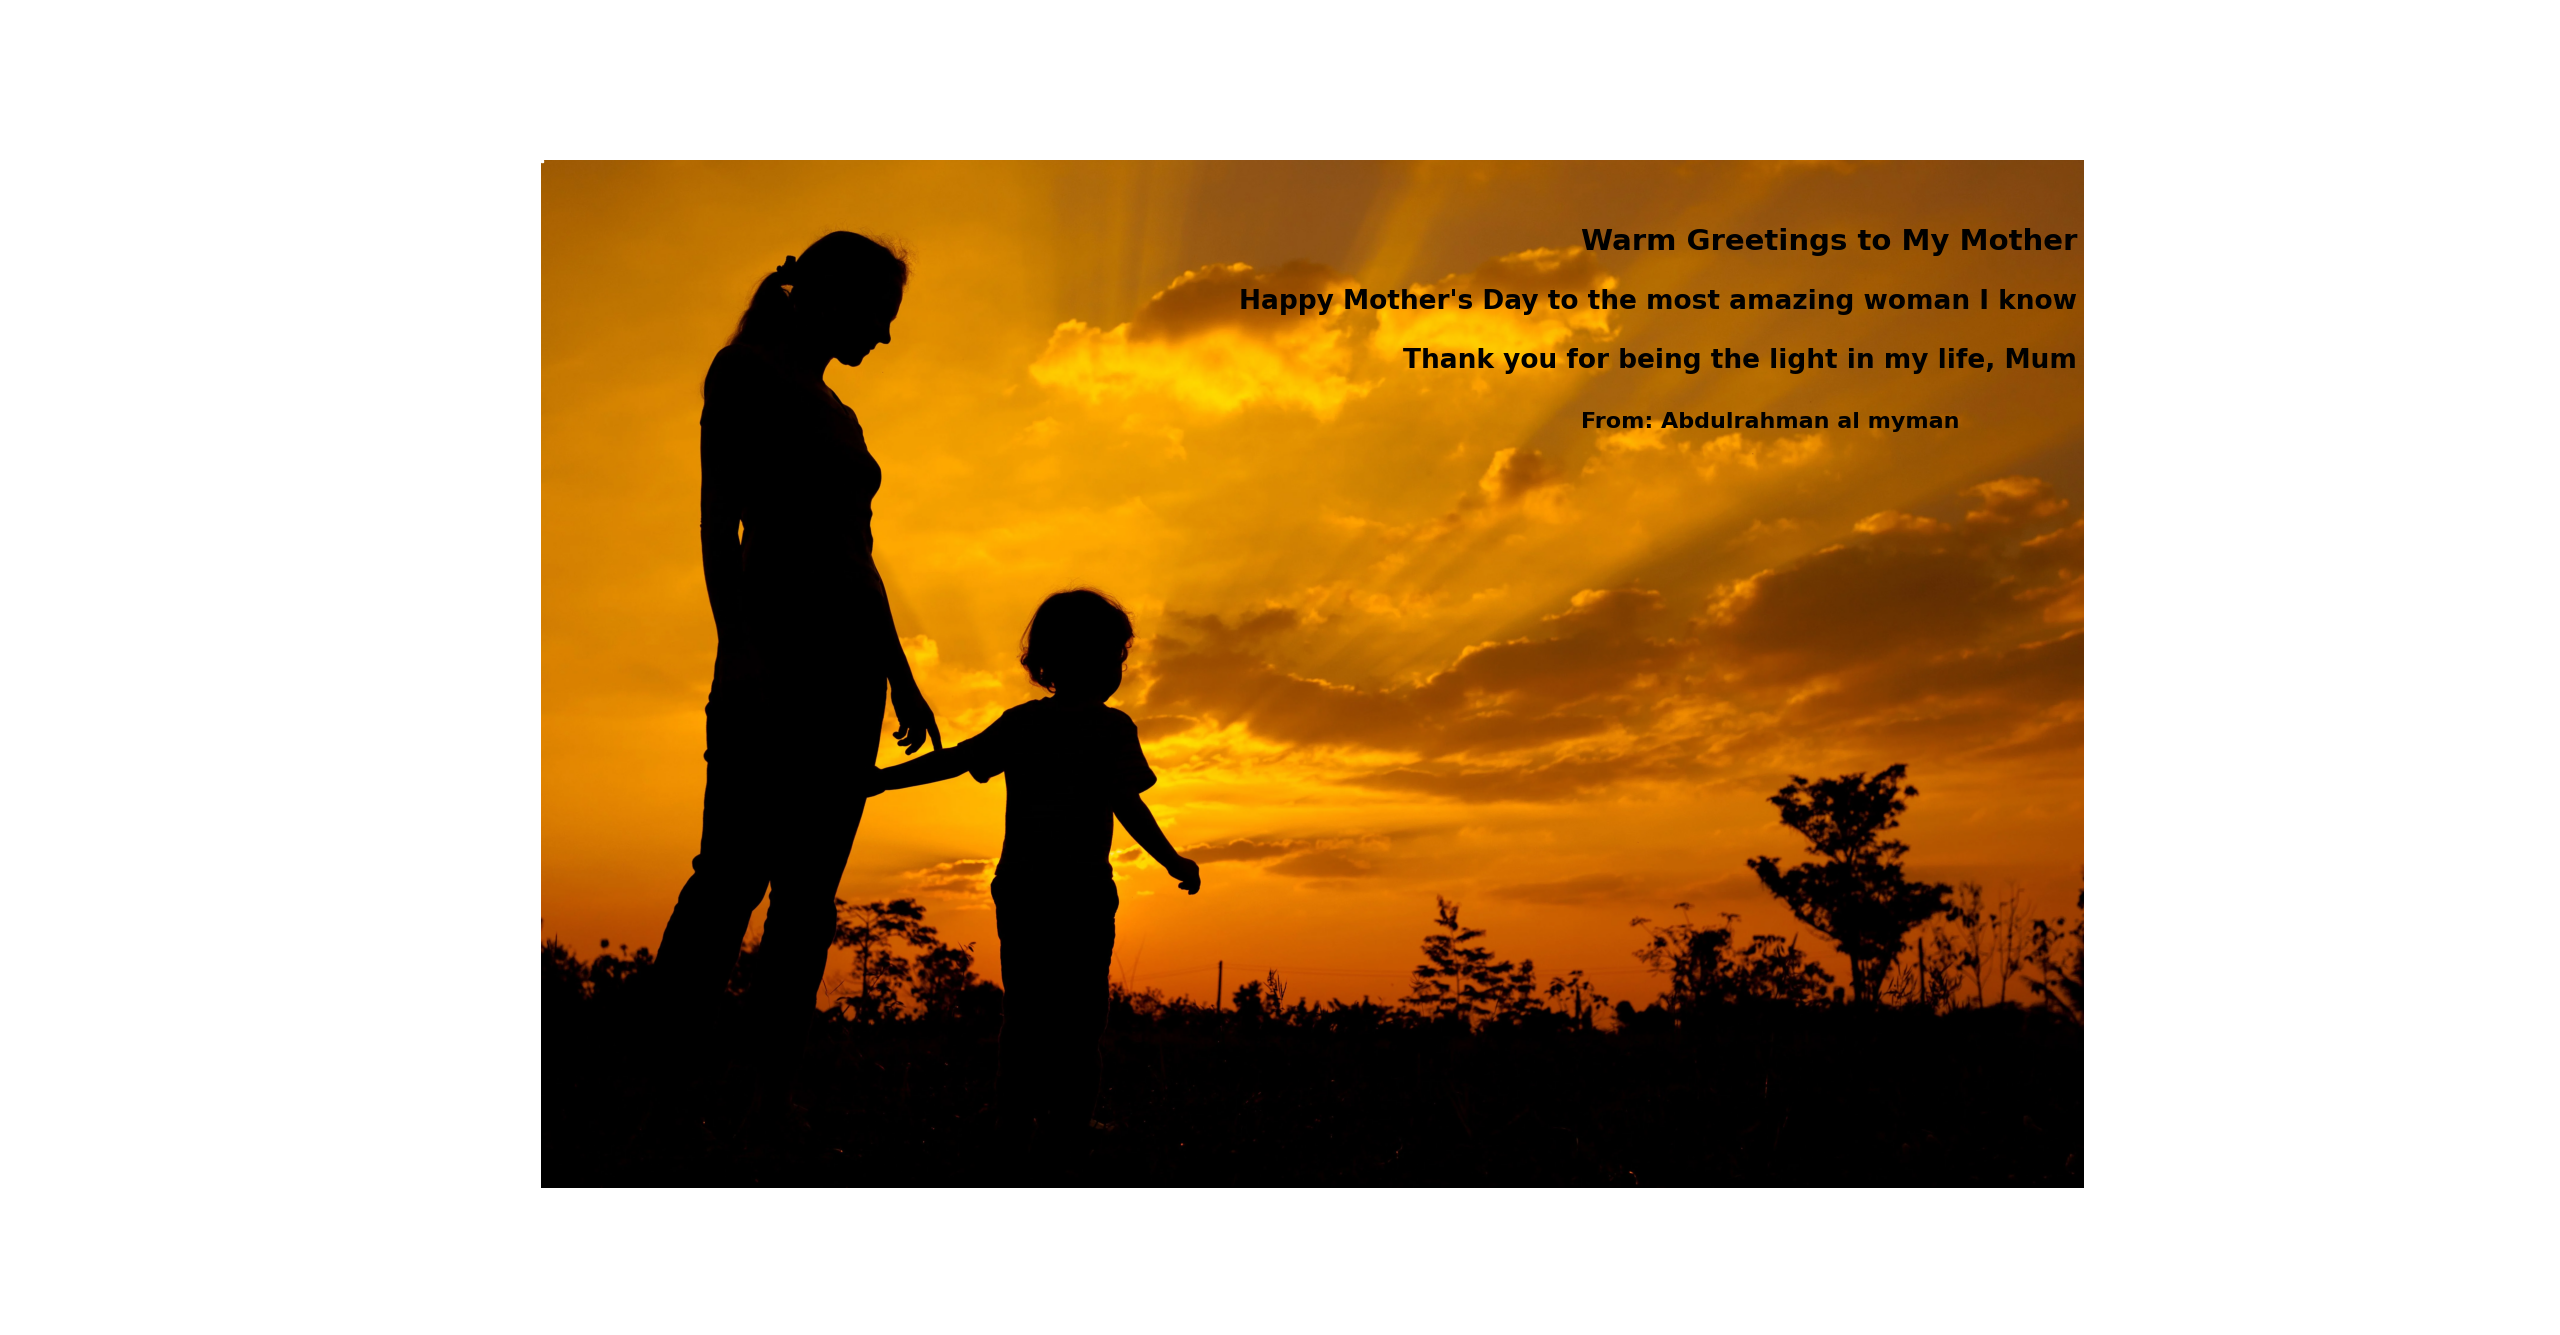 Warm Greetings to My Mother
Happy Mother's Day to the most amazing woman I know
Thank you for being the light in my life, Mum
From: Abdulrahman al myman